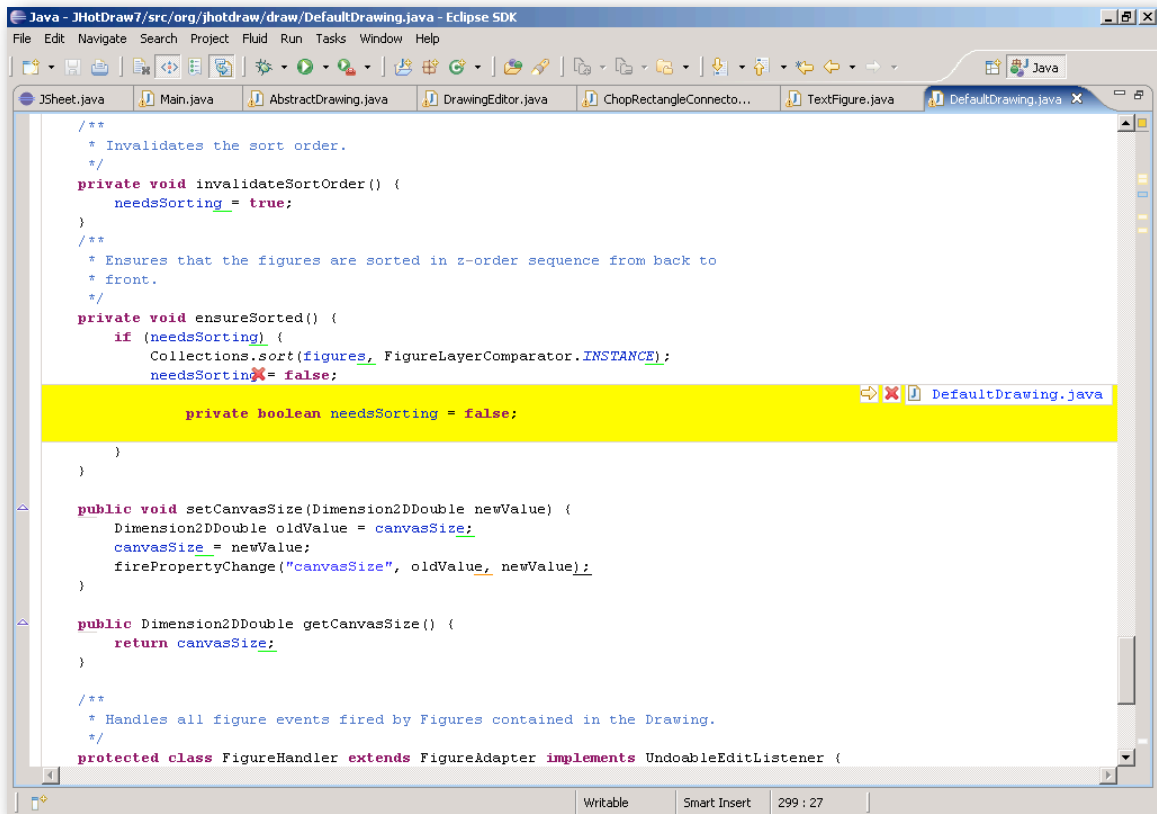 Java - JHotDraw7/src/org/jhotdraw/draw/DefaultDrawing.java - Eclipse SDK
File Edit Navigate Search Project Fluid Run Tasks Window Help
Java
JSheet.java Main.java AbstractDrawing.java DrawingEditor.java ChopRectangleConnecto... TextFigure.java DefaultDrawing.java
/**
* Invalidates the sort order.
*/
private void invalidateSortOrder() {
needsSorting = true;
}
/**
* Ensures that the figures are sorted in z-order sequence from back to
* front.
*/
private void ensureSorted() {
if (needsSorting) {
Collections.sort(figures, FigureLayerComparator.INSTANCE);
needsSorting = false;
DefaultDrawing.java
private boolean needsSorting = false;
}
}
public void setCanvasSize(Dimension2DDouble newValue) {
Dimension2DDouble oldValue = canvasSize;
canvasSize = newValue;
firePropertyChange("canvasSize", oldValue, newValue);
}
public Dimension2DDouble getCanvasSize() {
return canvasSize;
}
/**
* Handles all figure events fired by Figures contained in the Drawing.
*/
protected class FigureHandler extends FigureAdapter implements UndoableEditListener {
Writable Smart Insert 299 : 27